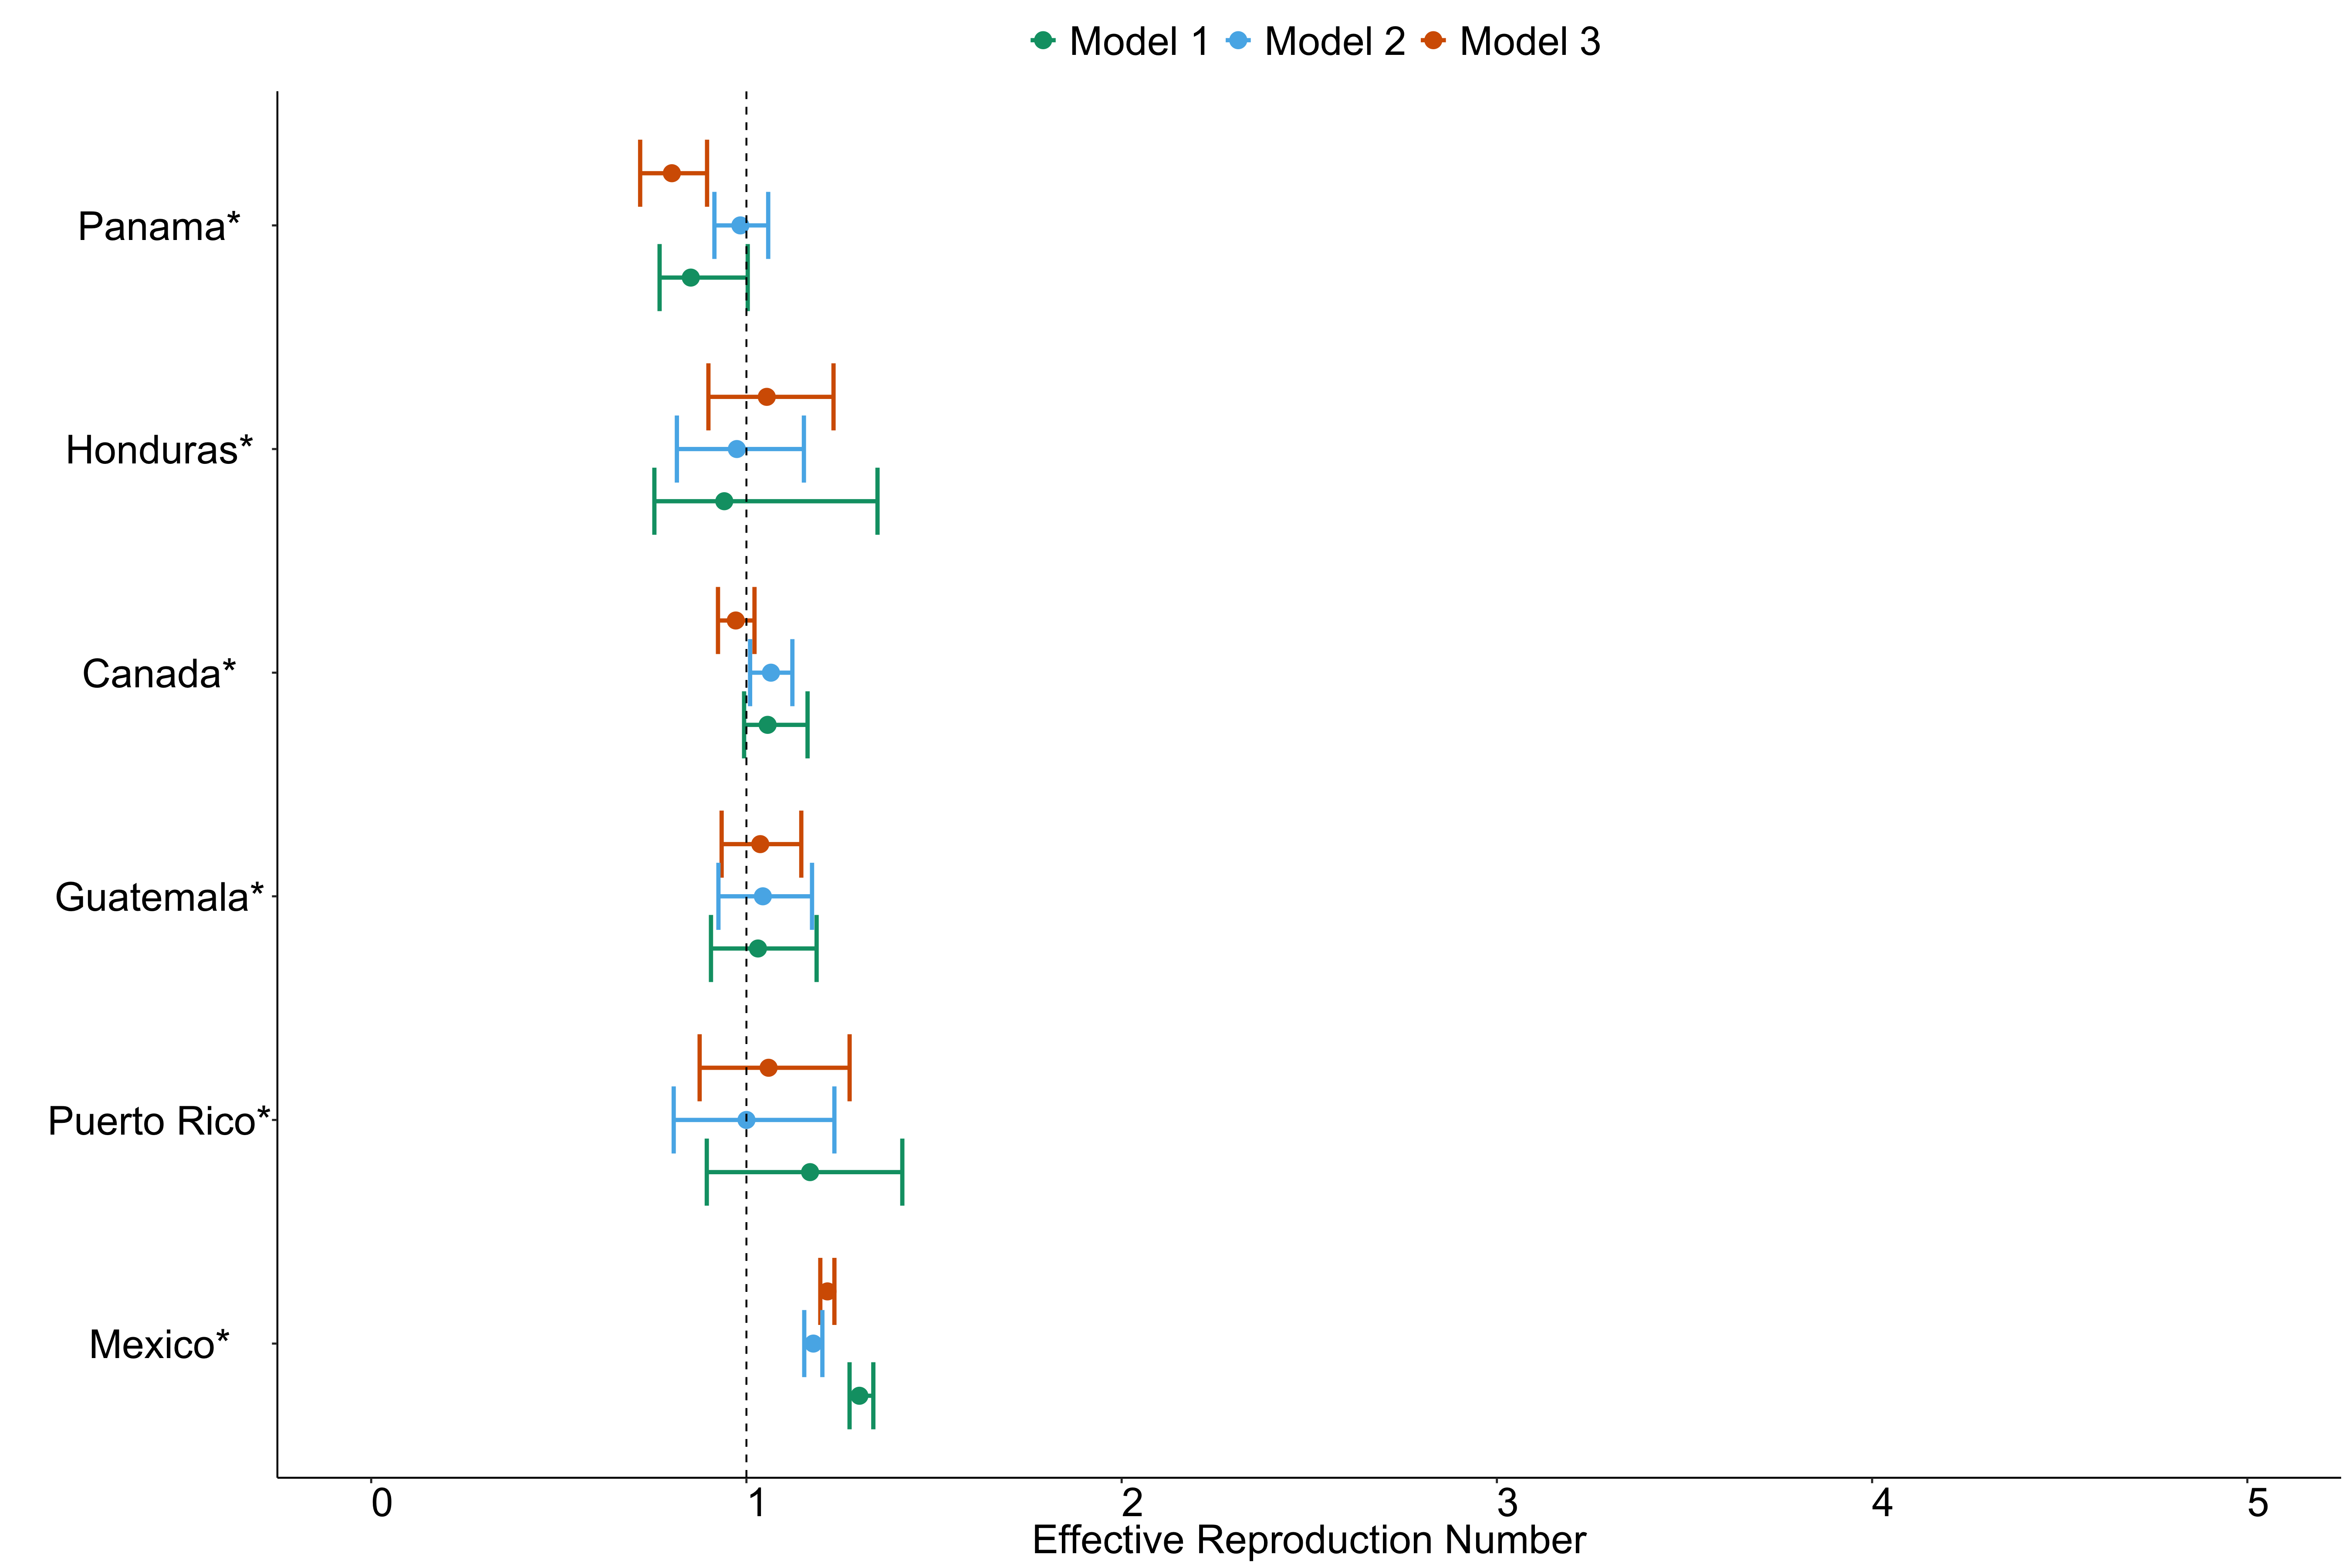 Model 1 Model 2 Model 3
Panama*
Honduras*
Canada*
Guatemala*
Puerto Rico*
Mexico*
0 1 2 3 4 5
Effective Reproduction Number